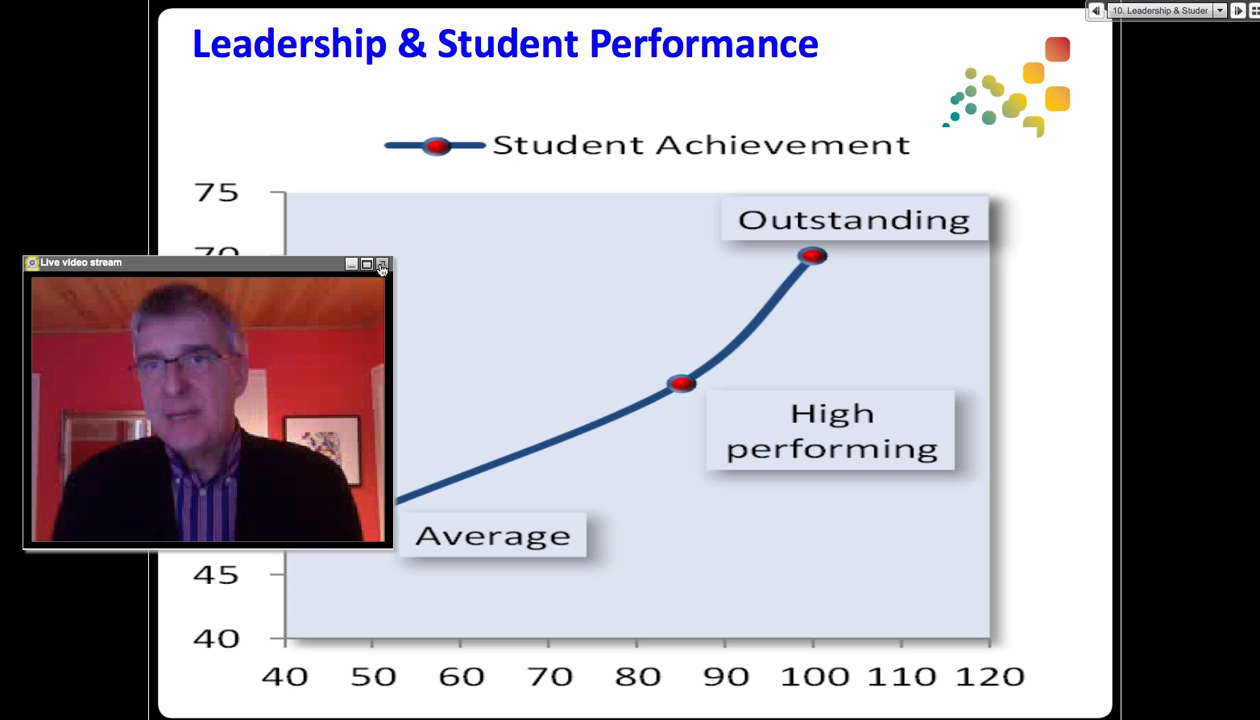 10. Leadership & Studer
Leadership & Student Performance
Student Achievement
75
Outstanding
Live video stream
High
performing
Average
45
40
40 50 60 70 80 90 100 110 120